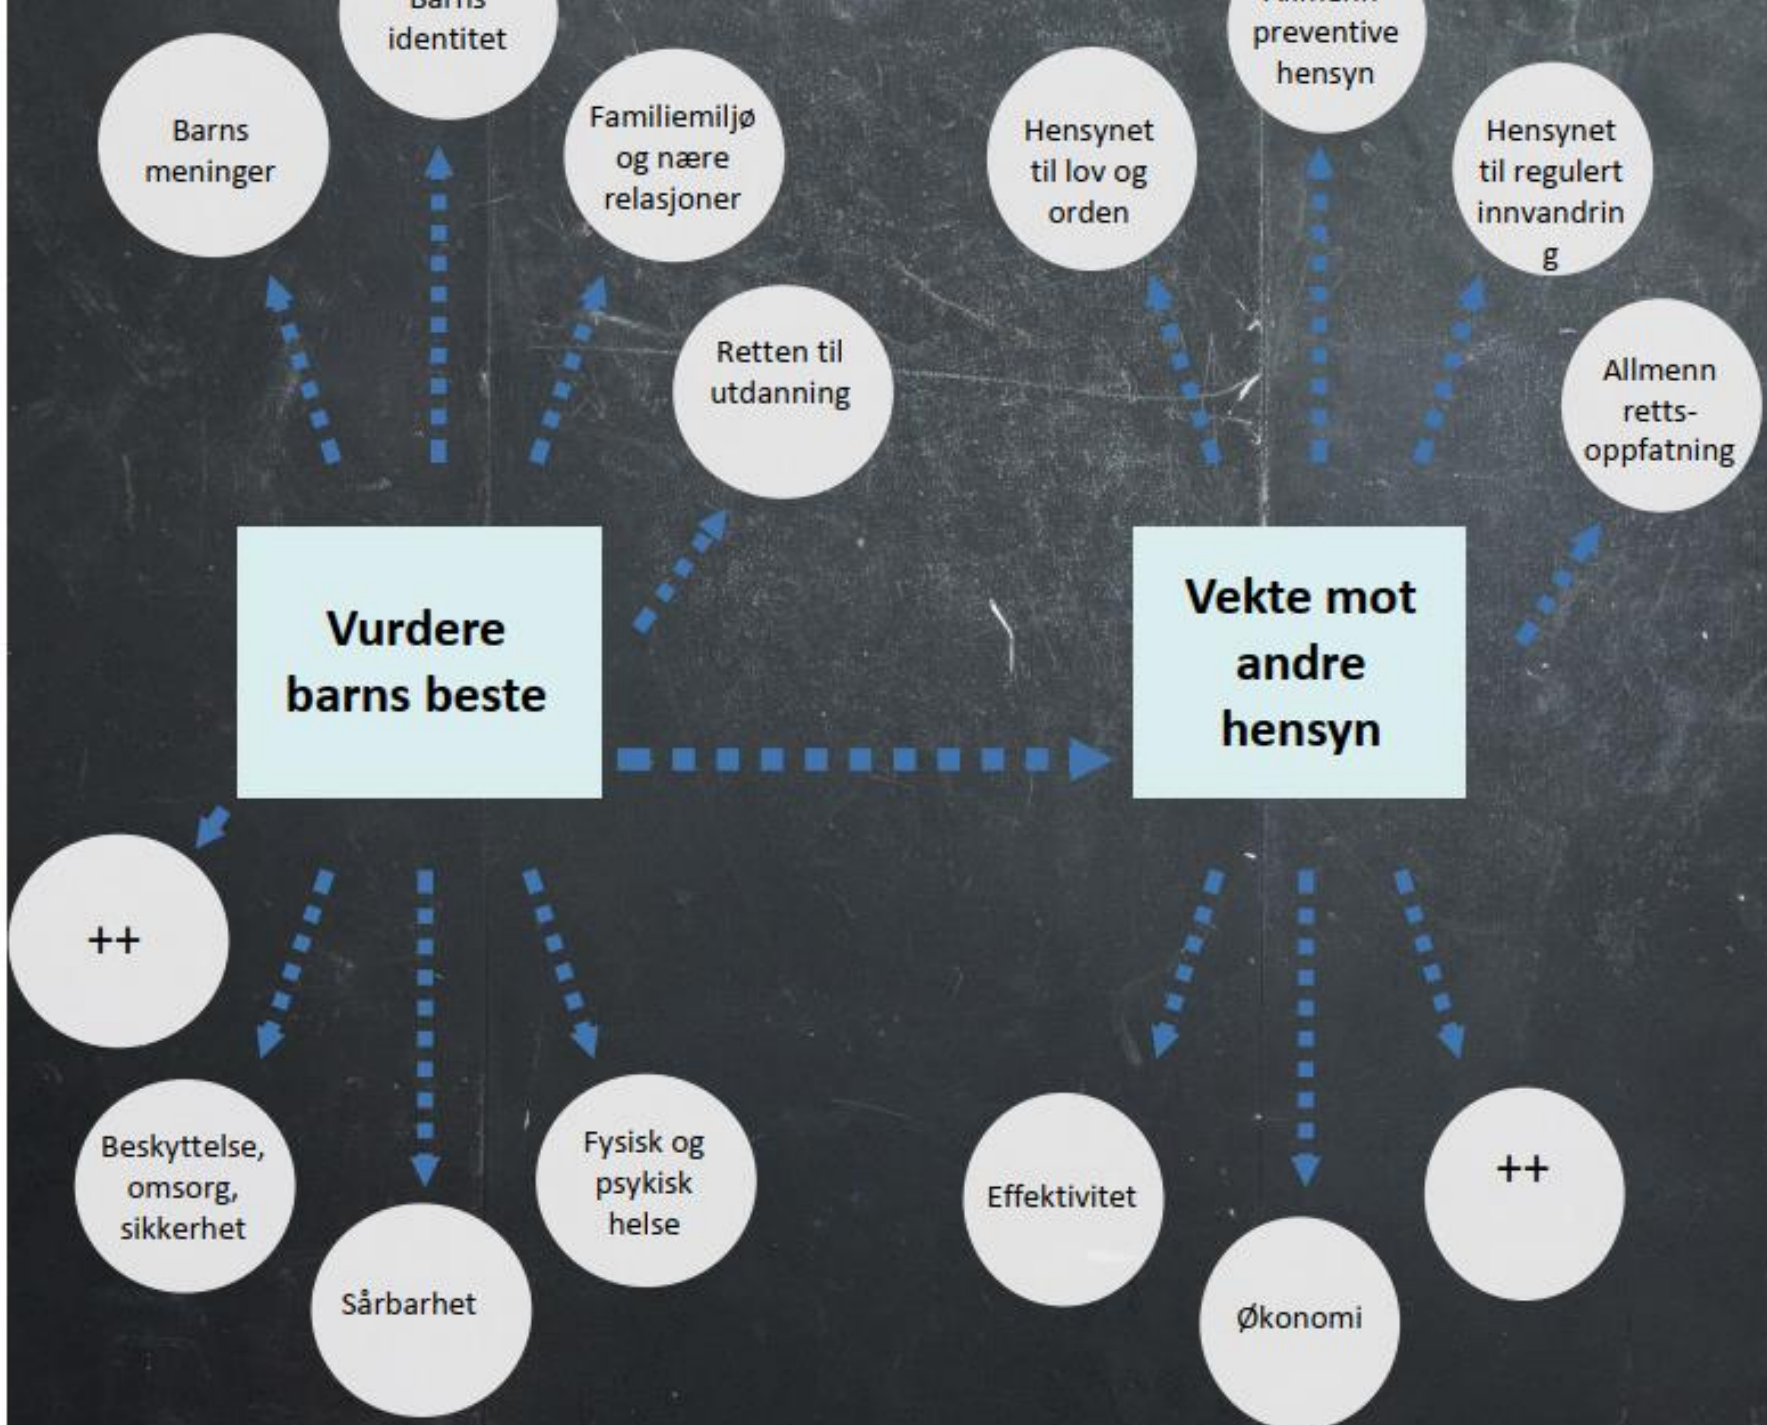 identitet
Barns
meninger
Familiemiljø
og nære
relasjoner
Retten til
utdanning
Vurdere
barns beste
++
Beskyttelse,
omsorg,
sikkerhet
Sårbarhet
Fysisk og
psykisk
helse
preventive
hensyn
Hensynet
til lov og
orden
Hensynet
til regulert
innvandrin
g
Allmenn
retts-
oppfatning
Vekte mot
andre
hensyn
Effektivitet
Økonomi
++